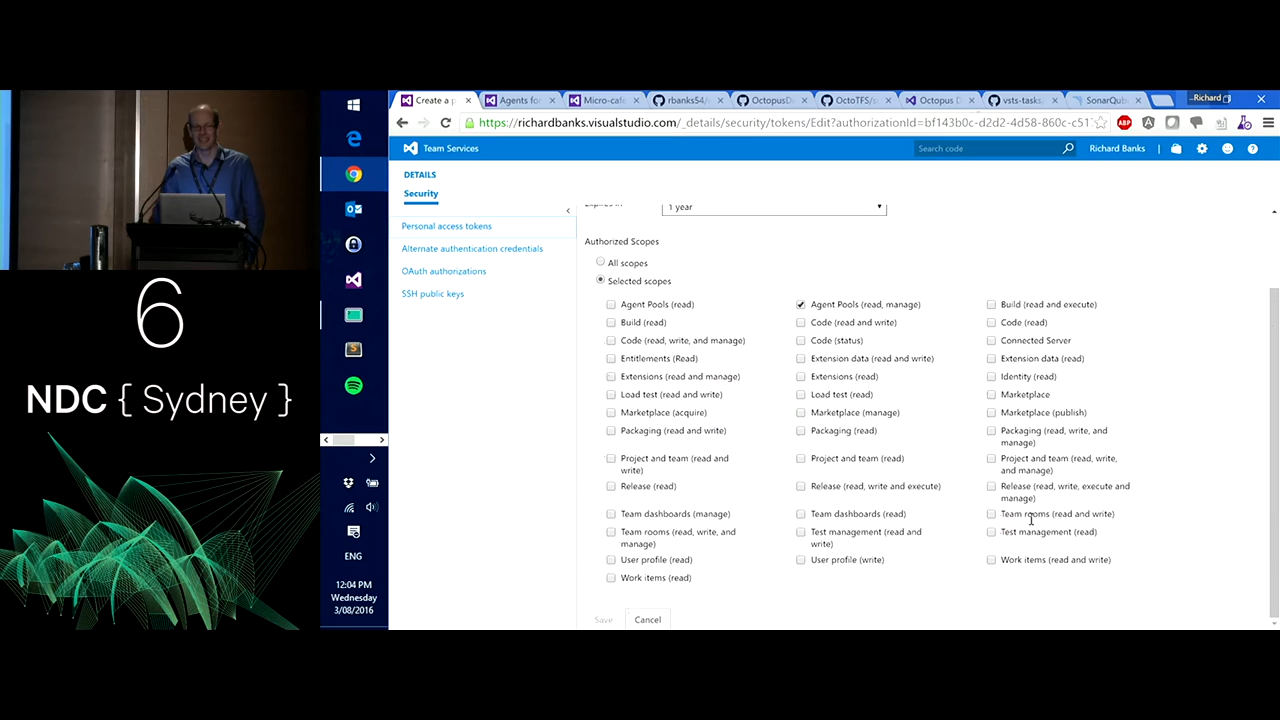 6
NDC { Sydney }
Create a p
Agents for
Micro-cafe
rbanks54/
OctopusDe
OctoTFS/s
Octopus D
vsts-tasks
SonarQub
Richard
https://richardbanks.visualstudio.com/_details/security/tokens/Edit?authorizationId=bf143b0c-d2d2-4d58-860c-c51
ABP
Team Services
Search code
Richard Banks
DETAILS
Security
Personal access tokens
Alternate authentication credentials
OAuth authorizations
SSH public keys
Expires in
1 year
Authorized Scopes
All scopes
Selected scopes
Agent Pools (read)
Agent Pools (read, manage)
Build (read and execute)
Build (read)
Code (read and write)
Code (read)
Code (read, write, and manage)
Code (status)
Connected Server
Entitlements (Read)
Extension data (read and write)
Extension data (read)
Extensions (read and manage)
Extensions (read)
Identity (read)
Load test (read and write)
Load test (read)
Marketplace
Marketplace (acquire)
Marketplace (manage)
Marketplace (publish)
Packaging (read and write)
Packaging (read)
Packaging (read, write, and
manage)
Project and team (read and
write)
Project and team (read)
Project and team (read, write,
and manage)
Release (read)
Release (read, write and execute)
Release (read, write, execute and
manage)
Team dashboards (manage)
Team dashboards (read)
Team rooms (read and write)
Team rooms (read, write, and
manage)
Test management (read and
write)
Test management (read)
User profile (read)
User profile (write)
Work items (read and write)
Work items (read)
Save
Cancel
ENG
12:04 PM
Wednesday
3/08/2016